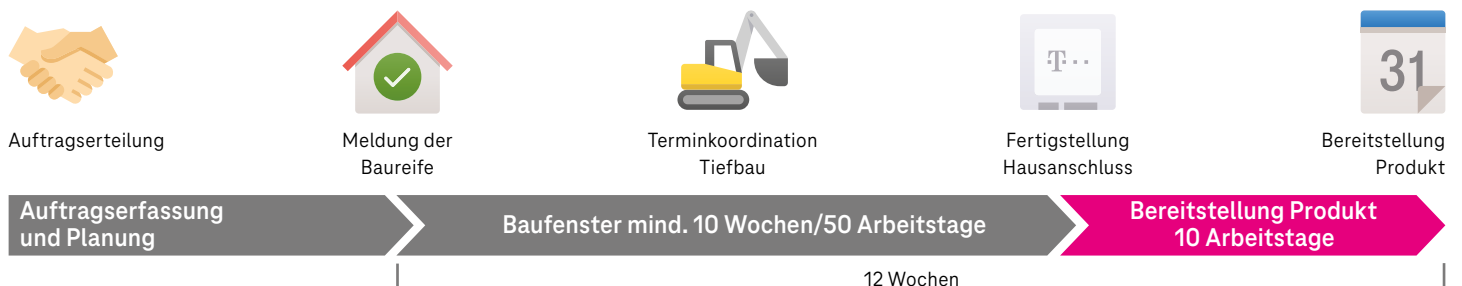 T
31
Auftragserteilung
Meldung der
Baureife
Terminkoordination
Tiefbau
Fertigstellung
Hausanschluss
Bereitstellung
Produkt
Auftragserfassung
und Planung
Baufenster mind. 10 Wochen/50 Arbeitstage
Bereitstellung Produkt
10 Arbeitstage
12 Wochen